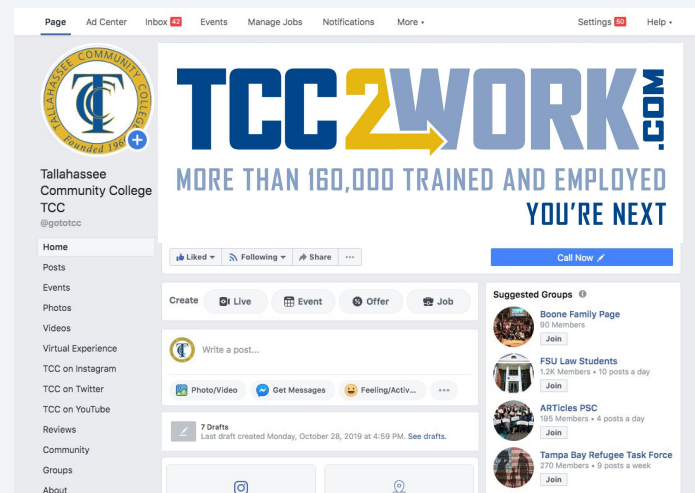 Page Ad Center Inbox 42 Events Manage Jobs Notifications More Settings 50 Help
TALLAHASSEE COMMUNITY COLLEGE
TCC
Founded 1966
TCC2WORK.COM
MORE THAN 160,000 TRAINED AND EMPLOYED
YOU'RE NEXT
Tallahassee
Community College
TCC
@gototcc
Home
Posts
Events
Photos
Videos
Virtual Experience
TCC on Instagram
TCC on Twitter
TCC on YouTube
Reviews
Community
Groups
About
Liked Following Share ...
Call Now
Create Live Event Offer Job
Write a post...
Photo/Video Get Messages Feeling/Activ... ...
7 Drafts
Last draft created Monday, October 28, 2019 at 4:59 PM. See drafts.
Suggested Groups
Boone Family Page
90 Members
Join
FSU Law Students
1.2K Members • 10 posts a day
Join
ARTicles PSC
195 Members • 4 posts a day
Join
Tampa Bay Refugee Task Force
270 Members • 9 posts a week
Join